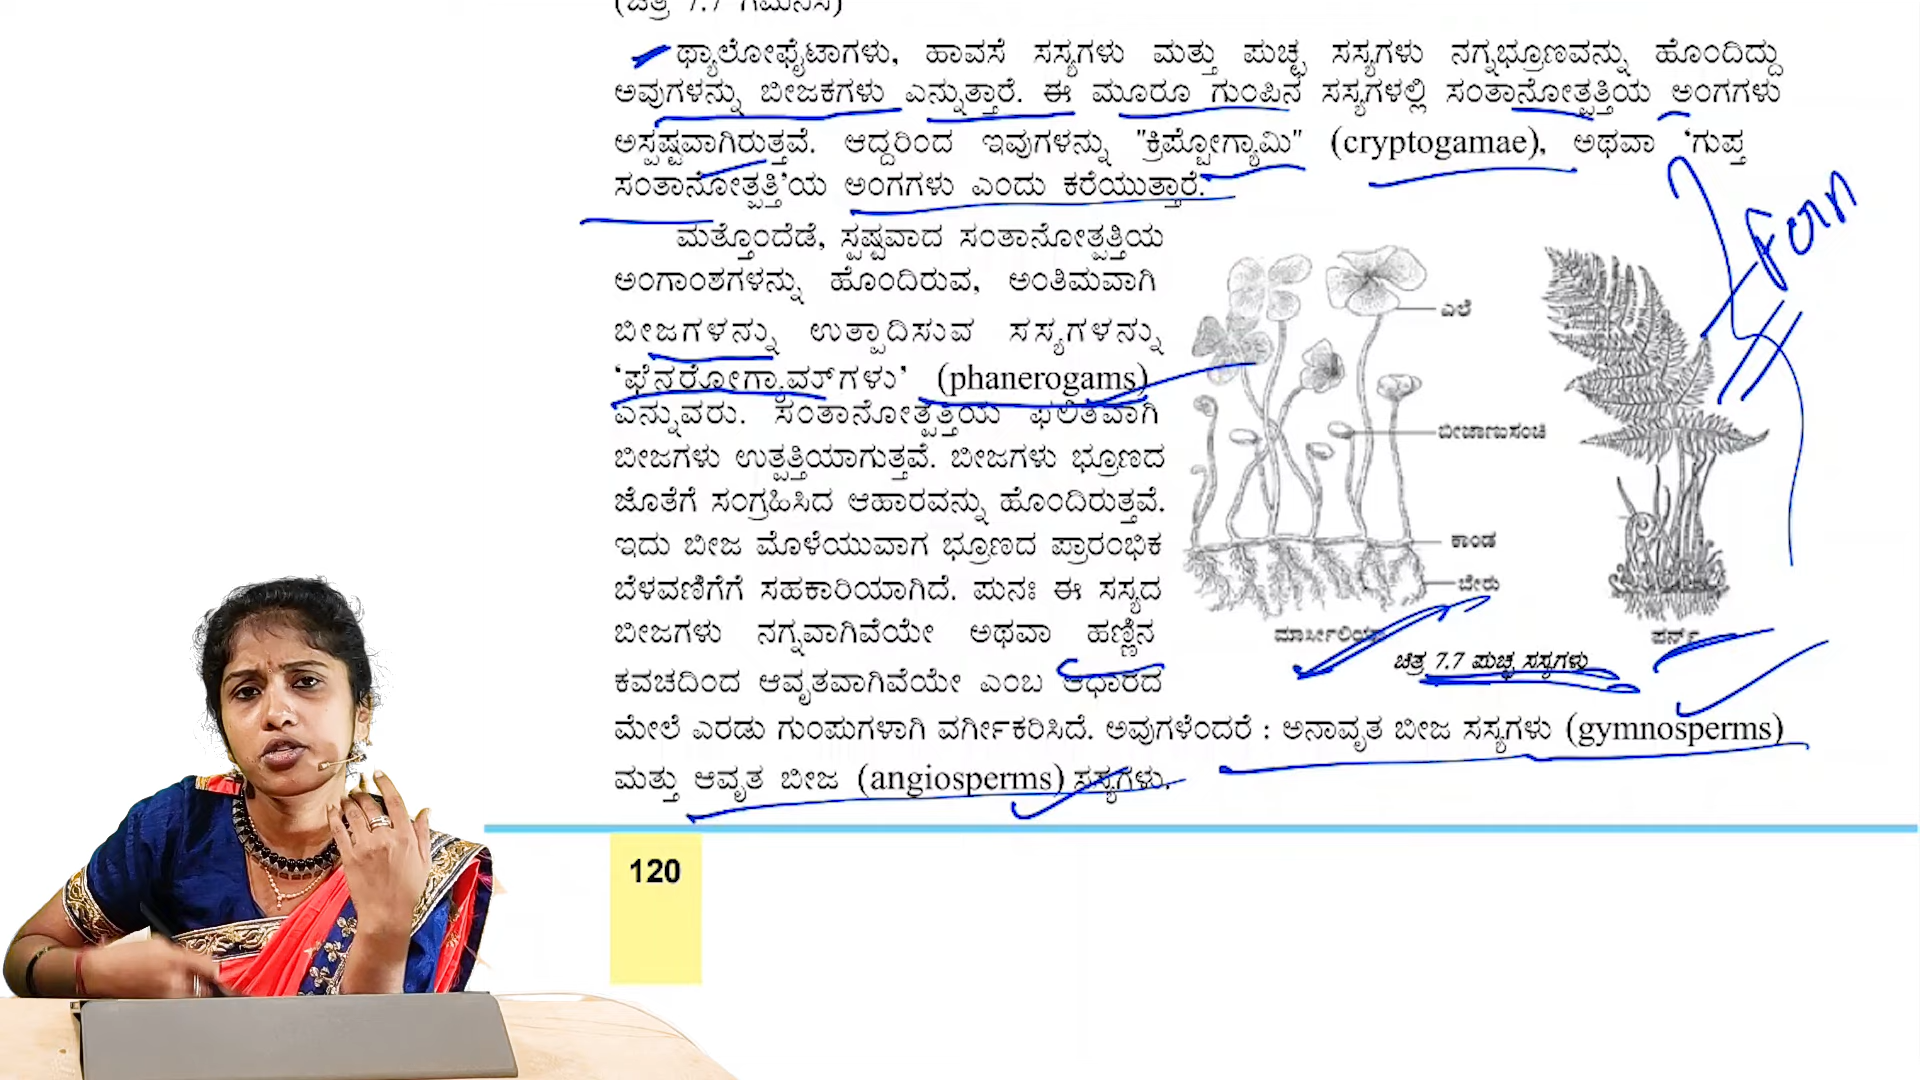 (ಚಿತ್ರ 7.7 ಗಮನಿಸಿ)
ಥ್ಯಾಲೋಫೈಟಾಗಳು, ಹಾವಸೆ ಸಸ್ಯಗಳು ಮತ್ತು ಪುಚ್ಛ ಸಸ್ಯಗಳು ನಗ್ನಭ್ರೂಣವನ್ನು ಹೊಂದಿದ್ದು
ಅವುಗಳನ್ನು ಬೀಜಕಗಳು ಎನ್ನುತ್ತಾರೆ. ಈ ಮೂರೂ ಗುಂಪಿನ ಸಸ್ಯಗಳಲ್ಲಿ ಸಂತಾನೋತ್ಪತ್ತಿಯ ಅಂಗಗಳು
ಅಸ್ಪಷ್ಟವಾಗಿರುತ್ತವೆ. ಆದ್ದರಿಂದ ಇವುಗಳನ್ನು "ಕ್ರಿಪ್ಟೋಗ್ಯಾಮಿ" (cryptogamae), ಅಥವಾ ‘ಗುಪ್ತ
ಸಂತಾನೋತ್ಪತ್ತಿ’ಯ ಅಂಗಗಳು ಎಂದು ಕರೆಯುತ್ತಾರೆ.
ಮತ್ತೊಂದೆಡೆ, ಸ್ಪಷ್ಟವಾದ ಸಂತಾನೋತ್ಪತ್ತಿಯ
ಅಂಗಾಂಶಗಳನ್ನು ಹೊಂದಿರುವ, ಅಂತಿಮವಾಗಿ
ಬೀಜಗಳನ್ನು ಉತ್ಪಾದಿಸುವ ಸಸ್ಯಗಳನ್ನು
‘ಫೆನರೋಗ್ಯಾಮ್‌ಗಳು’ (phanerogams)
ಎನ್ನುವರು. ಸಂತಾನೋತ್ಪತ್ತಿಯ ಫಲಿತವಾಗಿ
ಬೀಜಗಳು ಉತ್ಪತ್ತಿಯಾಗುತ್ತವೆ. ಬೀಜಗಳು ಭ್ರೂಣದ
ಜೊತೆಗೆ ಸಂಗ್ರಹಿಸಿದ ಆಹಾರವನ್ನು ಹೊಂದಿರುತ್ತವೆ.
ಇದು ಬೀಜ ಮೊಳೆಯುವಾಗ ಭ್ರೂಣದ ಪ್ರಾರಂಭಿಕ
ಬೆಳವಣಿಗೆಗೆ ಸಹಕಾರಿಯಾಗಿದೆ. ಪುನಃ ಈ ಸಸ್ಯದ
ಬೀಜಗಳು ನಗ್ನವಾಗಿವೆಯೇ ಅಥವಾ ಹಣ್ಣಿನ
ಕವಚದಿಂದ ಆವೃತವಾಗಿವೆಯೇ ಎಂಬ ಆಧಾರದ
ಮೇಲೆ ಎರಡು ಗುಂಪುಗಳಾಗಿ ವರ್ಗೀಕರಿಸಿದೆ. ಅವುಗಳೆಂದರೆ : ಅನಾವೃತ ಬೀಜ ಸಸ್ಯಗಳು (gymnosperms)
ಮತ್ತು ಆವೃತ ಬೀಜ (angiosperms) ಸಸ್ಯಗಳು.
Fern
ಎಲೆ
ಬೀಜಾಣುಸಂಚಿ
ಕಾಂಡ
ಬೇರು
ಮಾರ್ಸೀಲಿಯಾ
ಫರ್ನ್
ಚಿತ್ರ 7.7 ಪುಚ್ಛ ಸಸ್ಯಗಳು
120